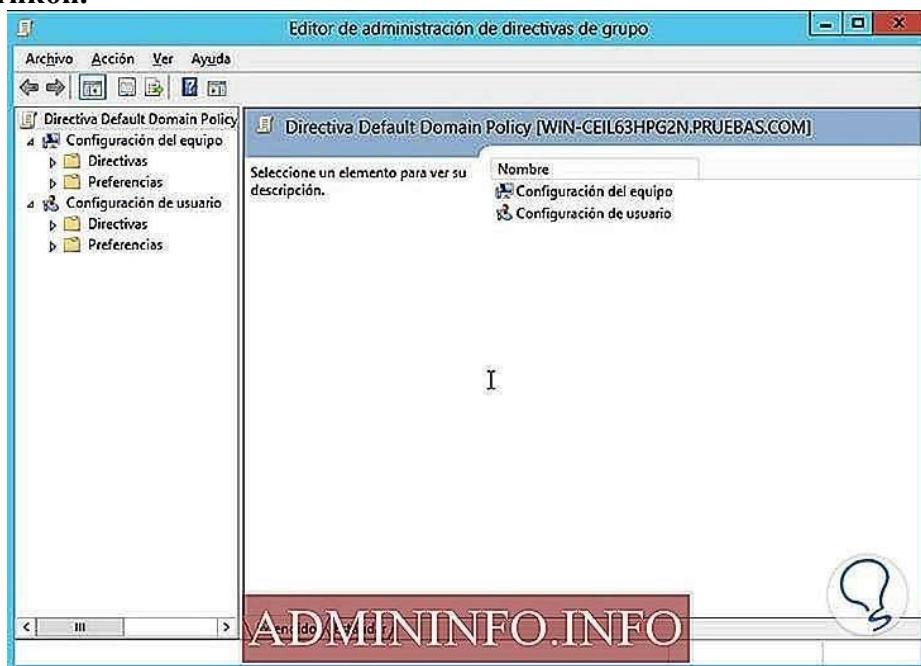 Editor de administración de directivas de grupo
Archivo Acción Ver Ayuda
Directiva Default Domain Policy
Configuración del equipo
Directivas
Preferencias
Configuración de usuario
Directivas
Preferencias
Directiva Default Domain Policy [WIN-CEIL63HPG2N.PRUEBAS.COM]
Seleccione un elemento para ver su
descripción.
Nombre
Configuración del equipo
Configuración de usuario
ADMININFO.INFO